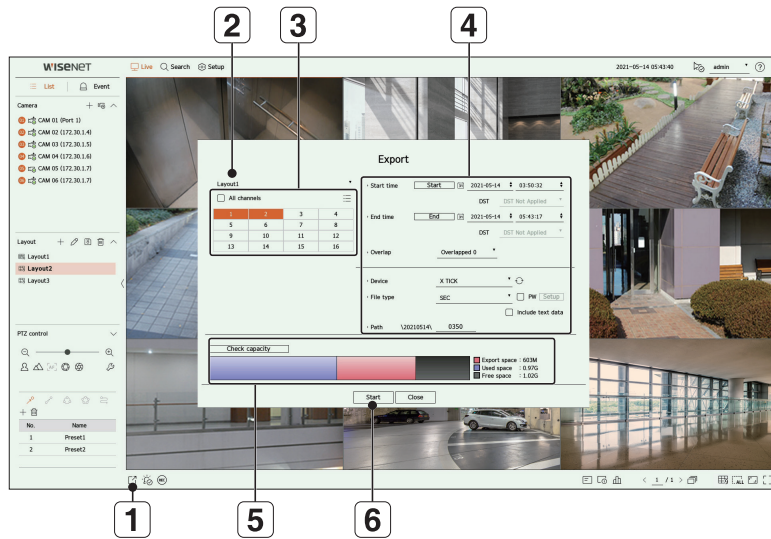 2
3
4
WISENET
Live
Search
Setup
2021-05-14 05:43:40
admin
?
List
Event
Camera
CAM 01 (Port 1)
CAM 02 (172.30.1.4)
CAM 03 (172.30.1.5)
CAM 04 (172.30.1.6)
CAM 05 (172.30.1.7)
CAM 06 (172.30.1.7)
Layout
Layout1
Layout2
Layout3
PTZ control
No. Name
1 Preset1
2 Preset2
Export
Layout1
All channels
1 2 3 4
5 6 7 8
9 10 11 12
13 14 15 16
Start time Start 2021-05-14 03:50:32
DST DST Not Applied
End time End 2021-05-14 05:43:17
DST DST Not Applied
Overlap Overlapped 0
Device X TICK
File type SEC PW Setup
Include text data
Path \20210514\ 0350
Check capacity
Export space : 603M
Used space : 0.97G
Free space : 1.02G
Start Close
REC
< 1 / 1 >
ALL
1
5
6